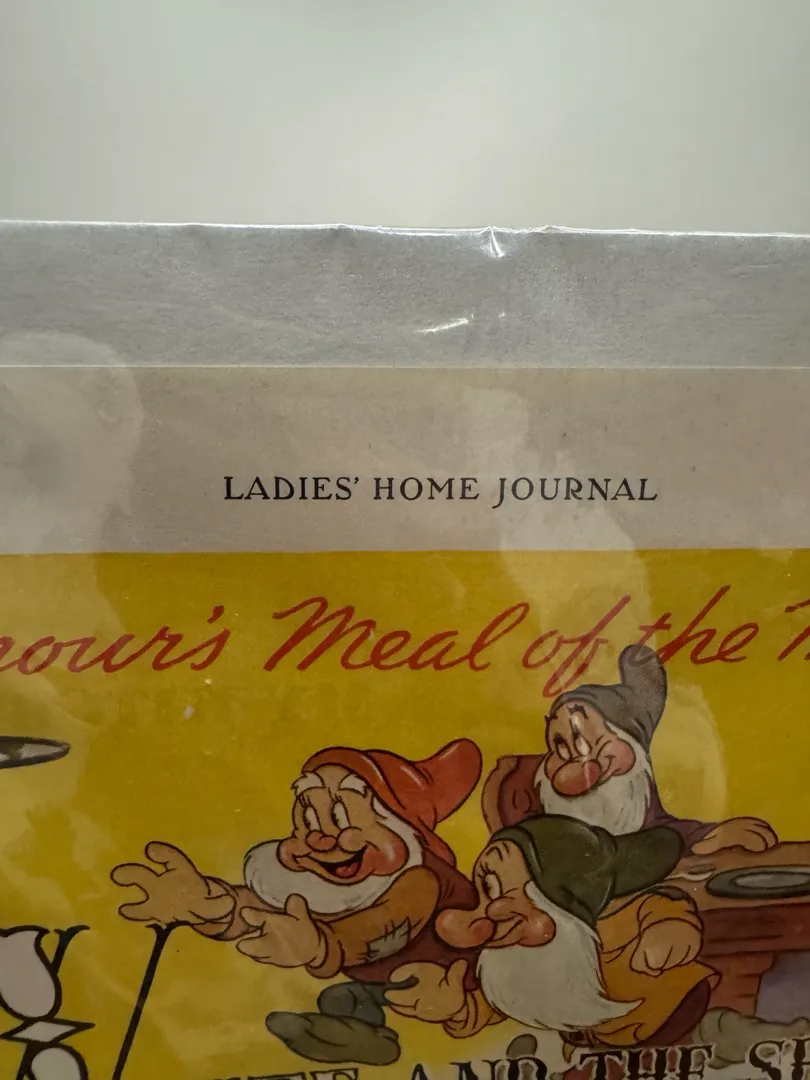 LADIES' HOME JOURNAL
Meal of the
AND THE